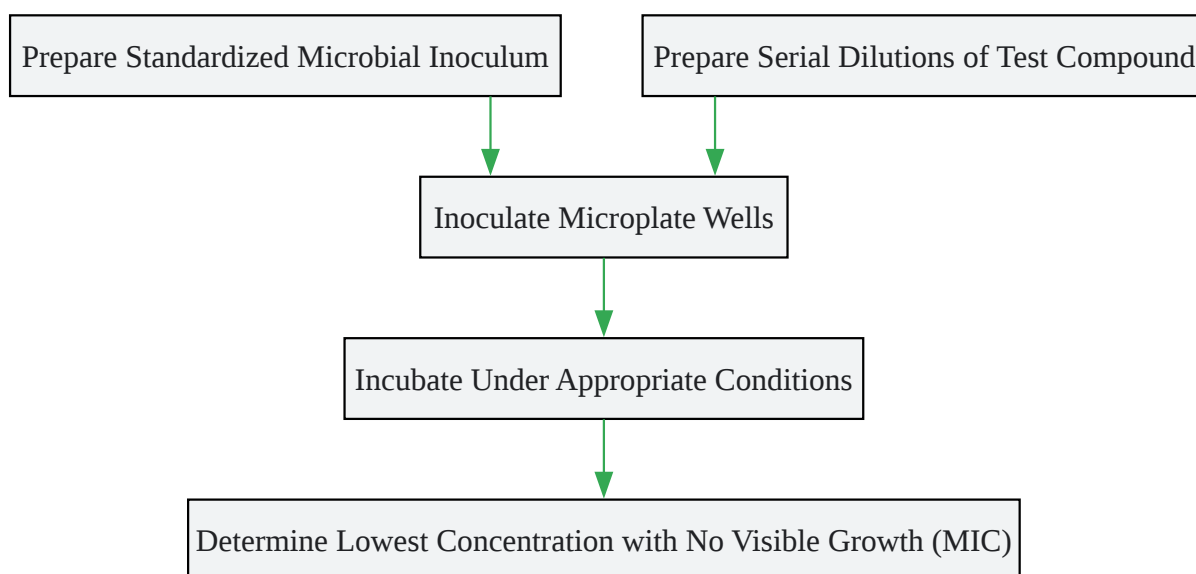 Prepare Standardized Microbial Inoculum
Prepare Serial Dilutions of Test Compound
Inoculate Microplate Wells
Incubate Under Appropriate Conditions
Determine Lowest Concentration with No Visible Growth (MIC)